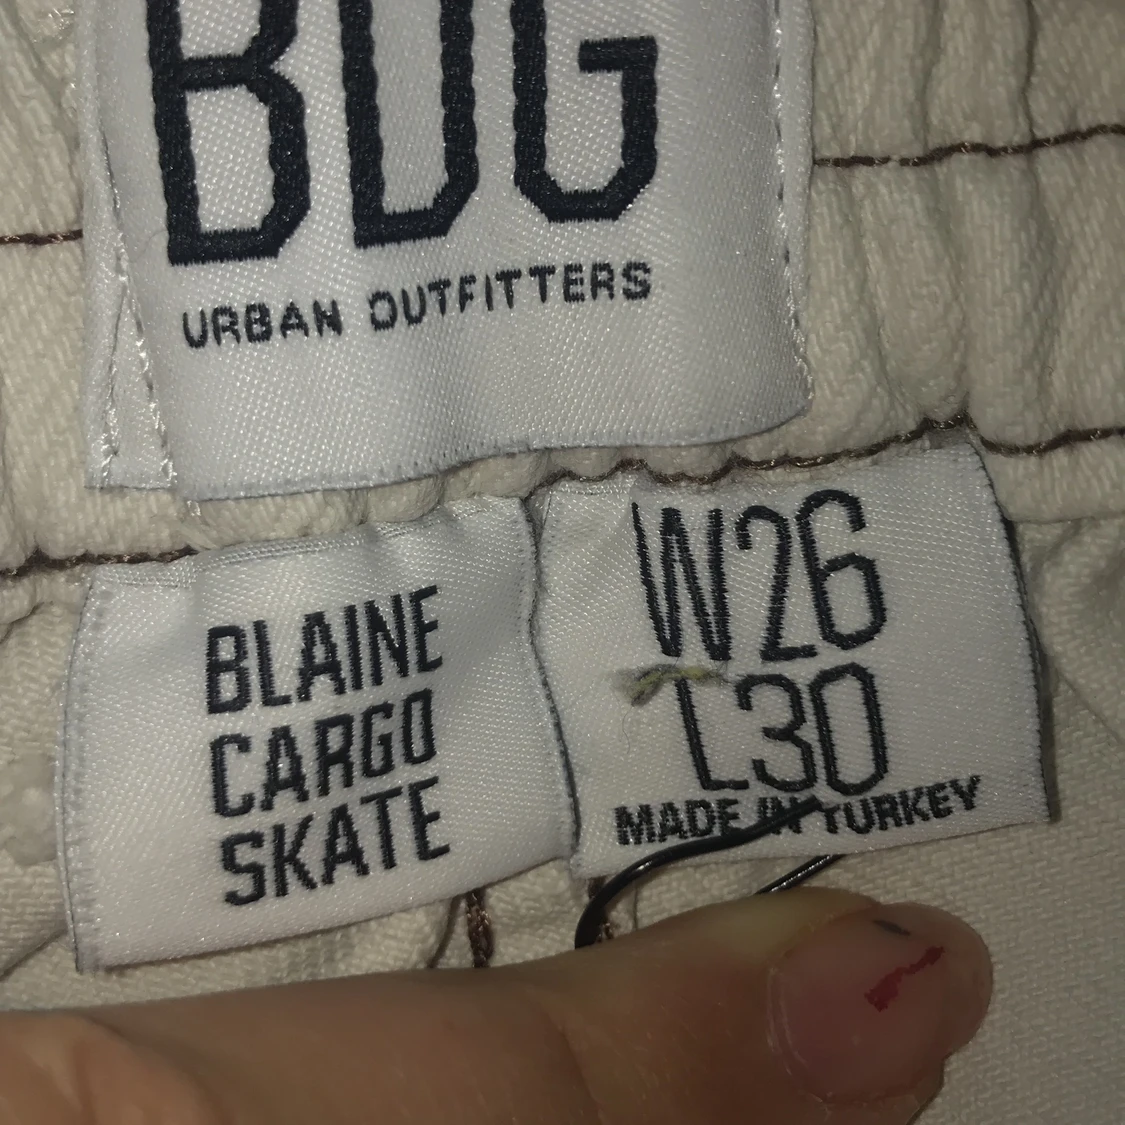 BDG
URBAN OUTFITTERS
BLAINE
CARGO
SKATE
W26
L30
MADE IN TURKEY